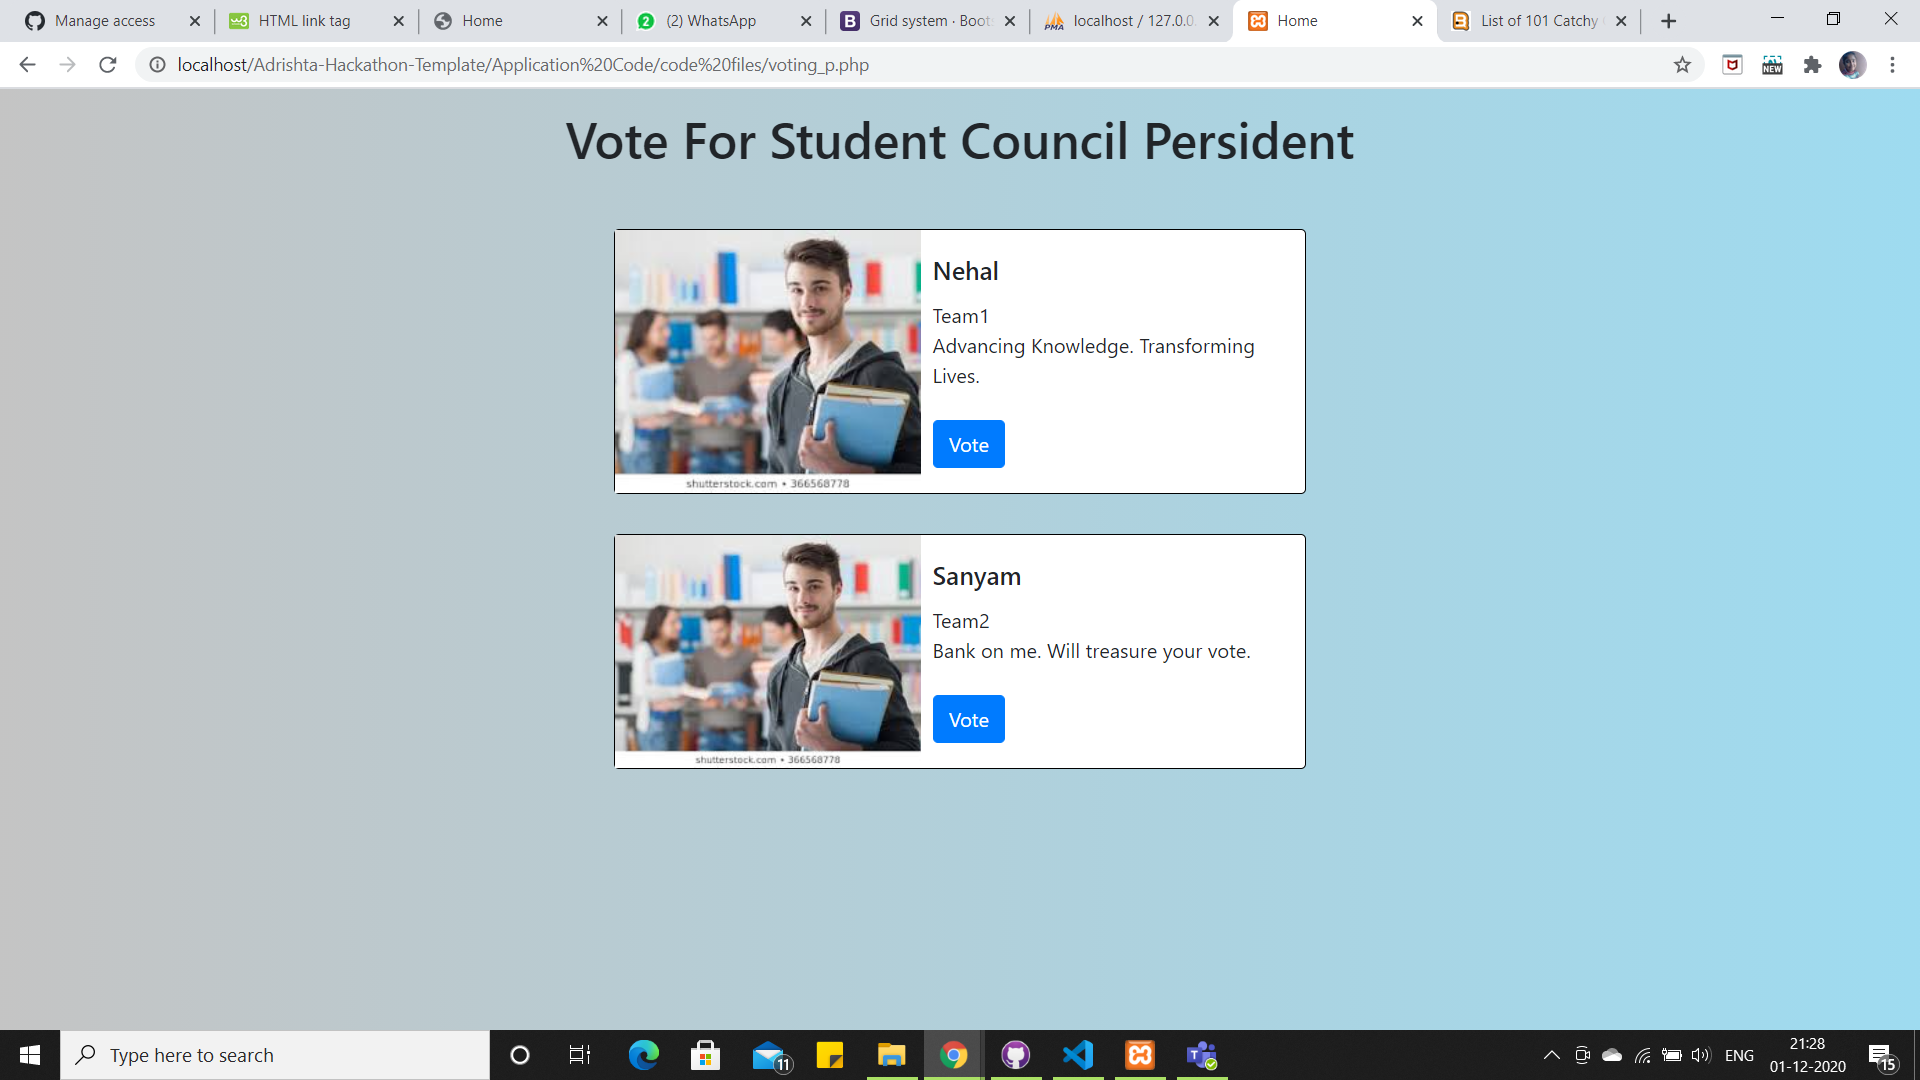 Manage access
HTML link tag
Home
(2) WhatsApp
Grid system · Boot
localhost / 127.0.0
Home
List of 101 Catchy
localhost/Adrishta-Hackathon-Template/Application%20Code/code%20files/voting_p.php
NEW
Vote For Student Council Persident
Nehal
Team1
Advancing Knowledge. Transforming
Lives.
Vote
shutterstock.com • 366568778
Sanyam
Team2
Bank on me. Will treasure your vote.
Vote
shutterstock.com • 366568778
Type here to search
11
ENG
21:28
01-12-2020
15